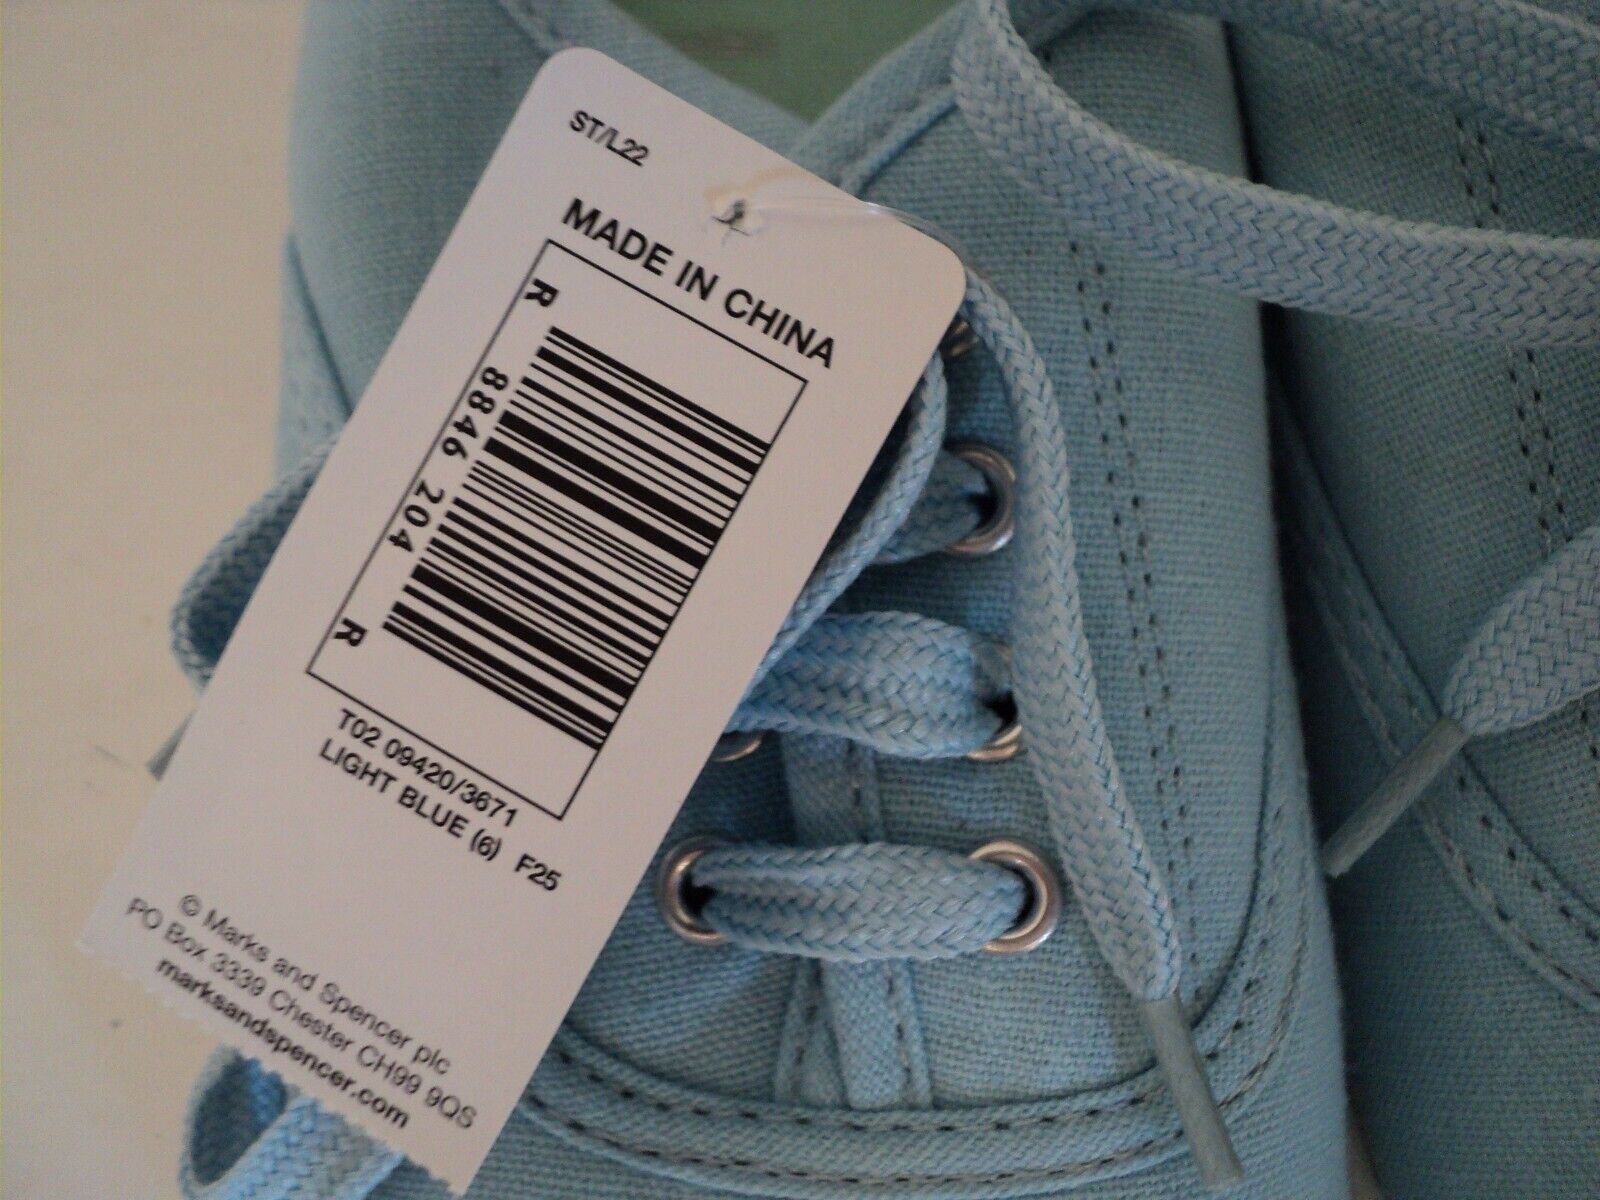 ST/L22
MADE IN CHINA
R 8846 204 R
T02 09420/3671
LIGHT BLUE (6) F25
© Marks and Spencer plc
PO Box 3339 Chester CH99 9QS
marksandspencer.com